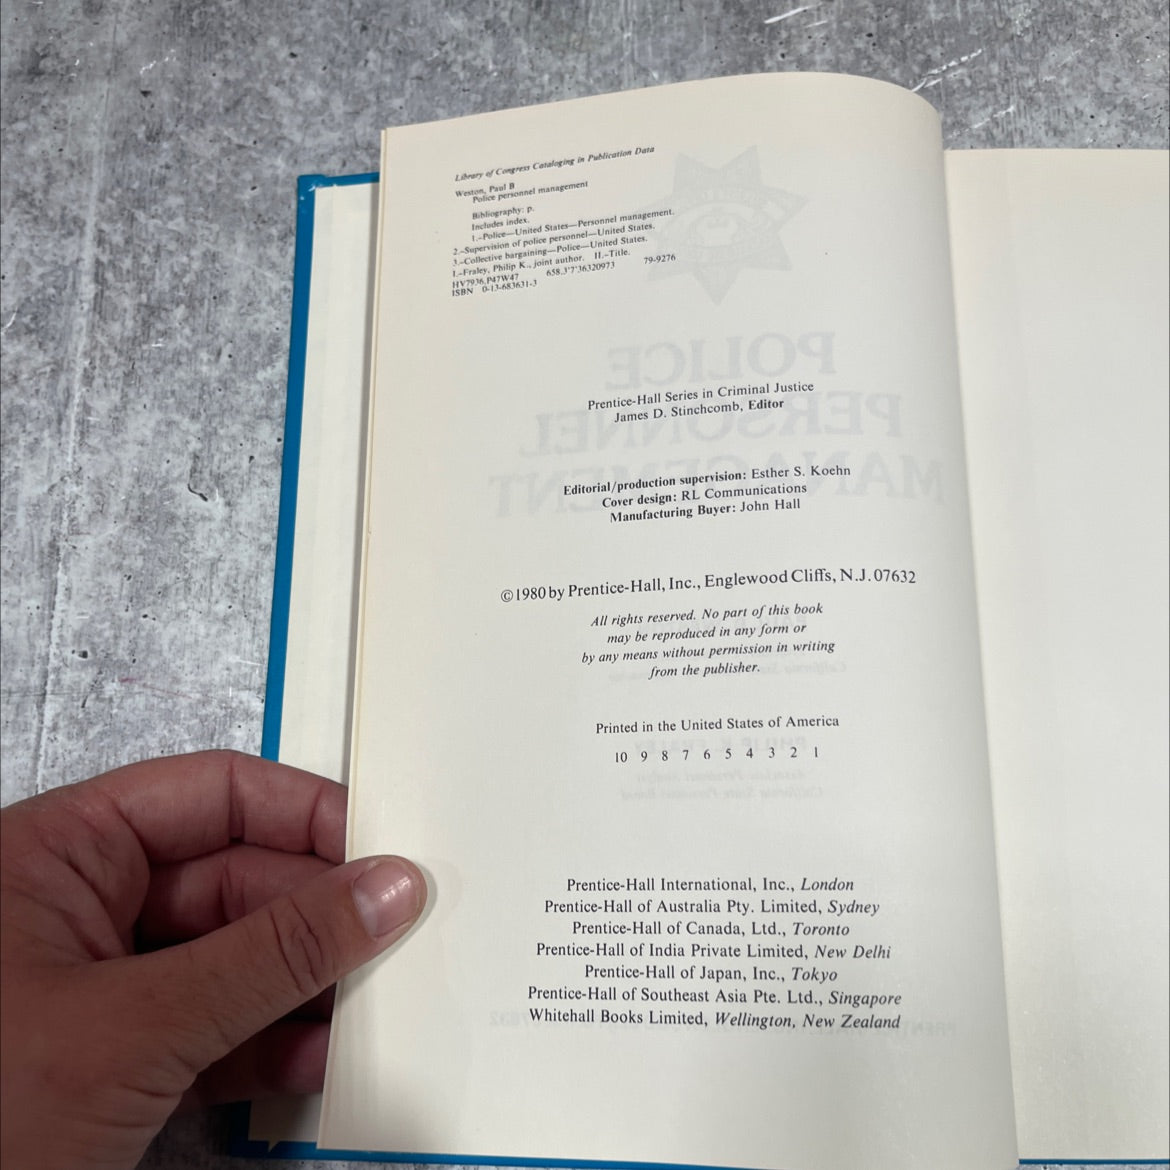 Library of Congress Cataloging in Publication Data
Weston, Paul B
Police personnel management
Bibliography: p.
Includes index.
1.-Police—United States—Personnel management.
2.-Supervision of police personnel—United States.
3.-Collective bargaining—Police—United States.
I.-Fraley, Philip K., joint author. II.-Title.
HV7936.P47W47 658.3'7'36320973 79-9276
ISBN 0-13-683631-3
POLICE
PERSONNEL
MANAGEMENT
Prentice-Hall Series in Criminal Justice
James D. Stinchcomb, Editor
Editorial/production supervision: Esther S. Koehn
Cover design: RL Communications
Manufacturing Buyer: John Hall
©1980 by Prentice-Hall, Inc., Englewood Cliffs, N.J. 07632
All rights reserved. No part of this book
may be reproduced in any form or
by any means without permission in writing
from the publisher.
Printed in the United States of America
10 9 8 7 6 5 4 3 2 1
Prentice-Hall International, Inc., London
Prentice-Hall of Australia Pty. Limited, Sydney
Prentice-Hall of Canada, Ltd., Toronto
Prentice-Hall of India Private Limited, New Delhi
Prentice-Hall of Japan, Inc., Tokyo
Prentice-Hall of Southeast Asia Pte. Ltd., Singapore
Whitehall Books Limited, Wellington, New Zealand